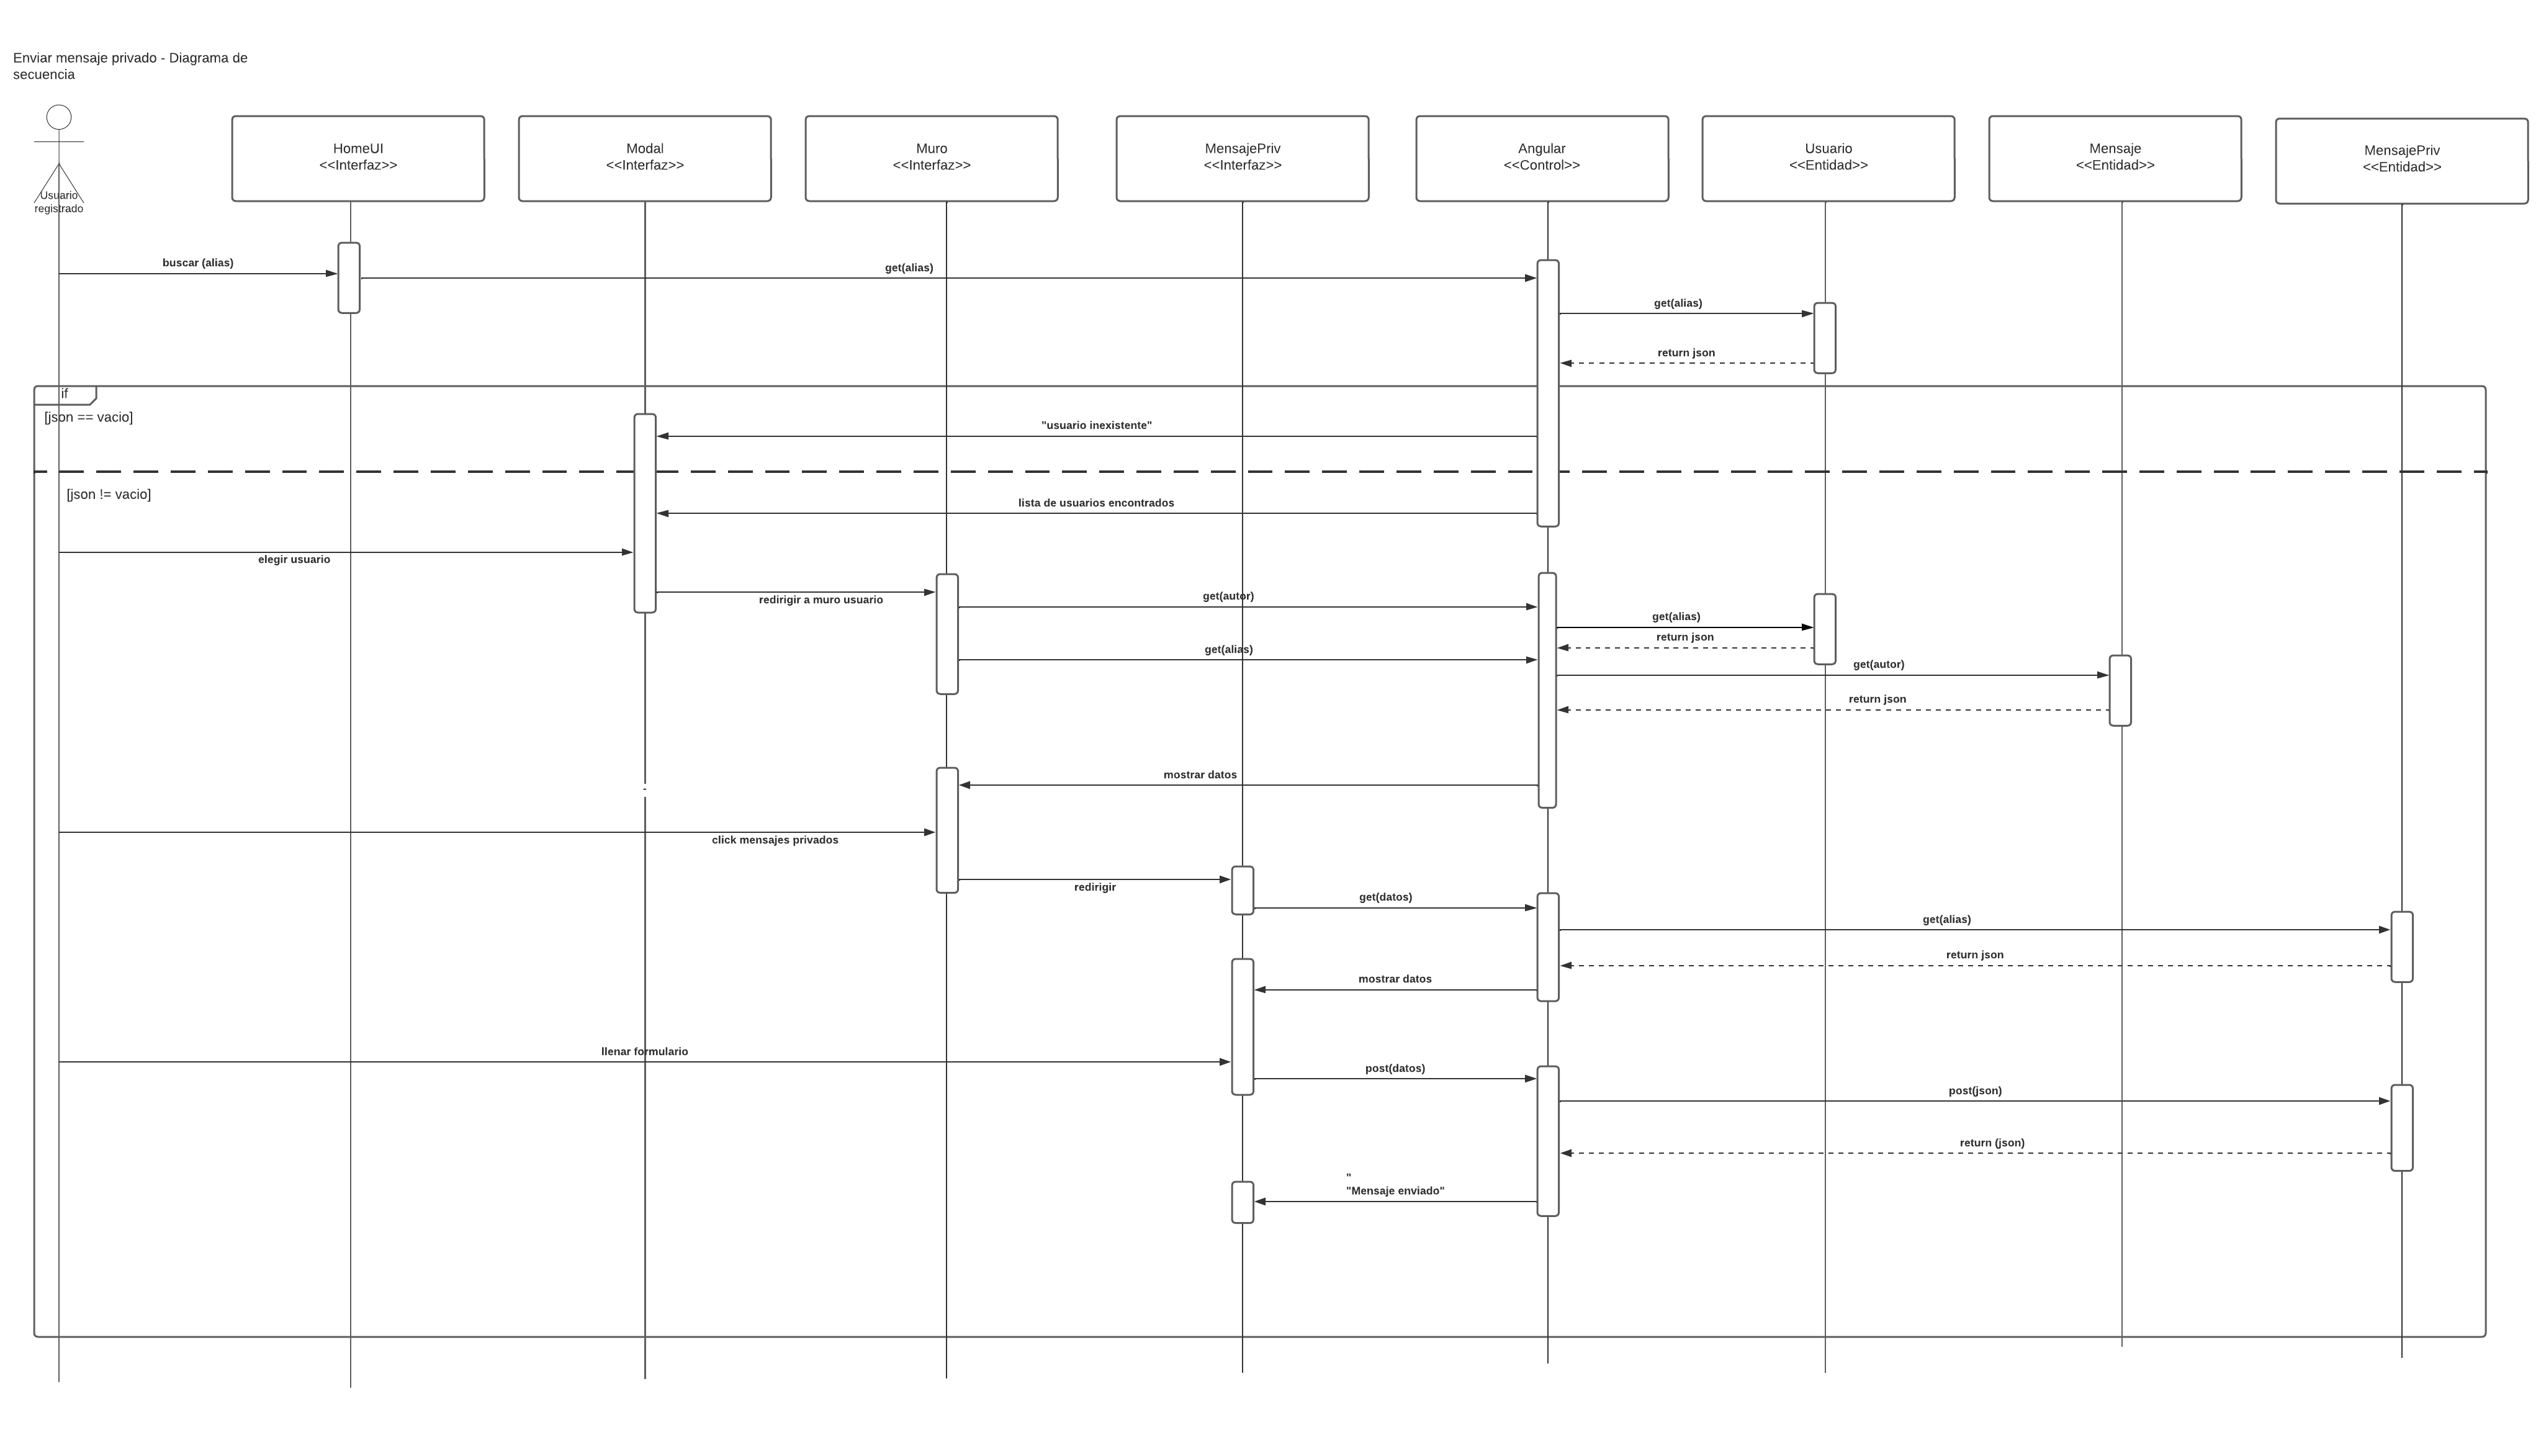 Enviar mensaje privado - Diagrama de
secuencia
Usuario
registrado
HomeUI
<<Interfaz>>
Modal
<<Interfaz>>
Muro
<<Interfaz>>
MensajePriv
<<Interfaz>>
Angular
<<Control>>
Usuario
<<Entidad>>
Mensaje
<<Entidad>>
MensajePriv
<<Entidad>>
buscar (alias)
get(alias)
get(alias)
return json
if
[json == vacio]
"usuario inexistente"
[json != vacio]
lista de usuarios encontrados
elegir usuario
redirigir a muro usuario
get(autor)
get(alias)
return json
get(alias)
get(autor)
return json
mostrar datos
click mensajes privados
redirigir
get(datos)
get(alias)
return json
mostrar datos
llenar formulario
post(datos)
post(json)
return (json)
"
"Mensaje enviado"